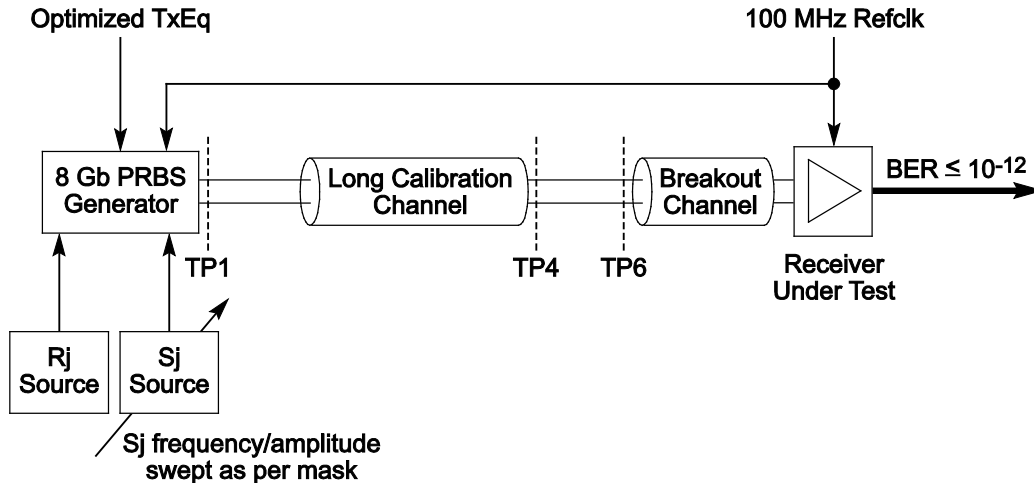 Optimized TxEq
100 MHz Refclk
8 Gb PRBS
Generator
Long Calibration
Channel
Breakout
Channel
BER ≤ 10-12
TP1
TP4
TP6
Receiver
Under Test
Rj
Source
Sj
Source
Sj frequency/amplitude
swept as per mask